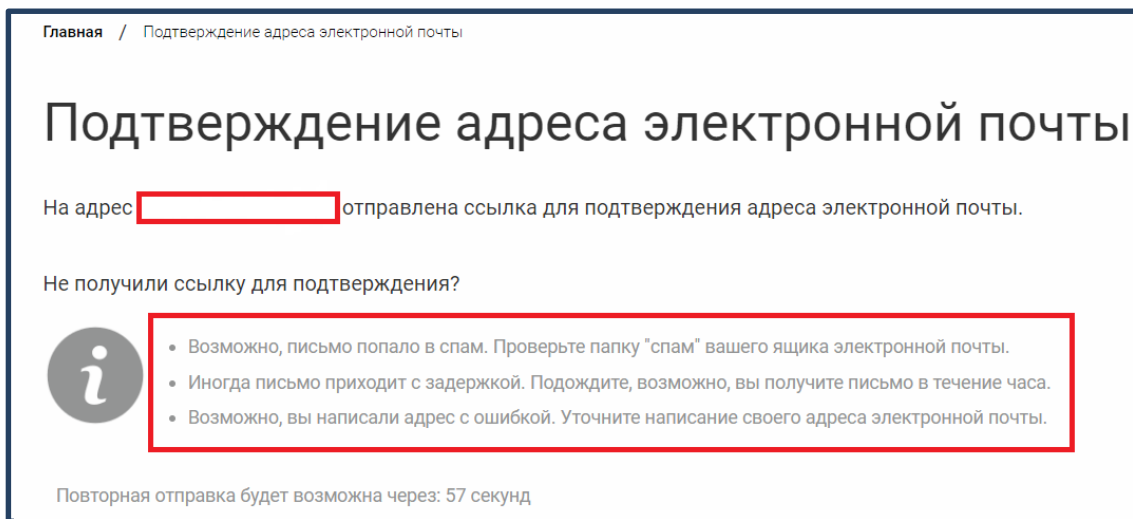 Главная / Подтверждение адреса электронной почты
Подтверждение адреса электронной почты
На адрес отправлена ссылка для подтверждения адреса электронной почты.
Не получили ссылку для подтверждения?
• Возможно, письмо попало в спам. Проверьте папку "спам" вашего ящика электронной почты.
• Иногда письмо приходит с задержкой. Подождите, возможно, вы получите письмо в течение часа.
• Возможно, вы написали адрес с ошибкой. Уточните написание своего адреса электронной почты.
Повторная отправка будет возможна через: 57 секунд